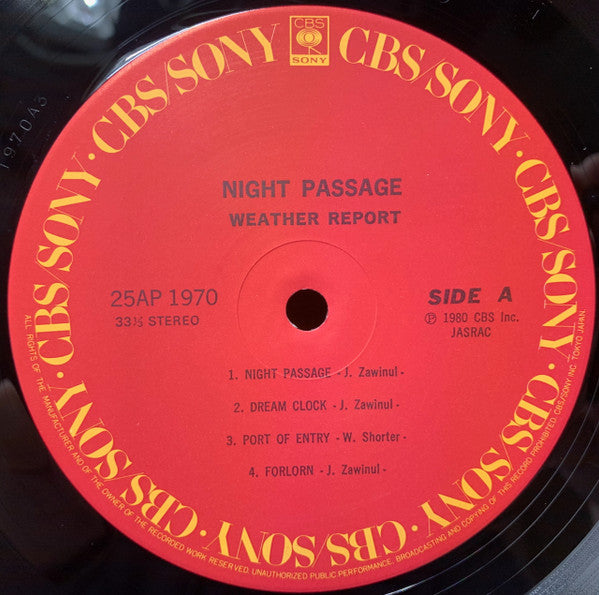 CBS
SONY
CBS/SONY · CBS/SONY · CBS/SONY · CBS/SONY · CBS/SONY · CBS/SONY · CBS/SONY · CBS/SONY
1970A3
NIGHT PASSAGE
WEATHER REPORT
25AP 1970
33⅓ STEREO
SIDE A
Ⓟ 1980 CBS Inc.
JASRAC
1. NIGHT PASSAGE - J. Zawinul -
2. DREAM CLOCK - J. Zawinul -
3. PORT OF ENTRY - W. Shorter -
4. FORLORN - J. Zawinul -
ALL RIGHTS OF THE MANUFACTURER AND OF THE OWNER OF THE RECORDED WORK RESERVED. UNAUTHORIZED PUBLIC PERFORMANCE, BROADCASTING AND COPYING OF THIS RECORD PROHIBITED. CBS/SONY INC. TOKYO JAPAN.